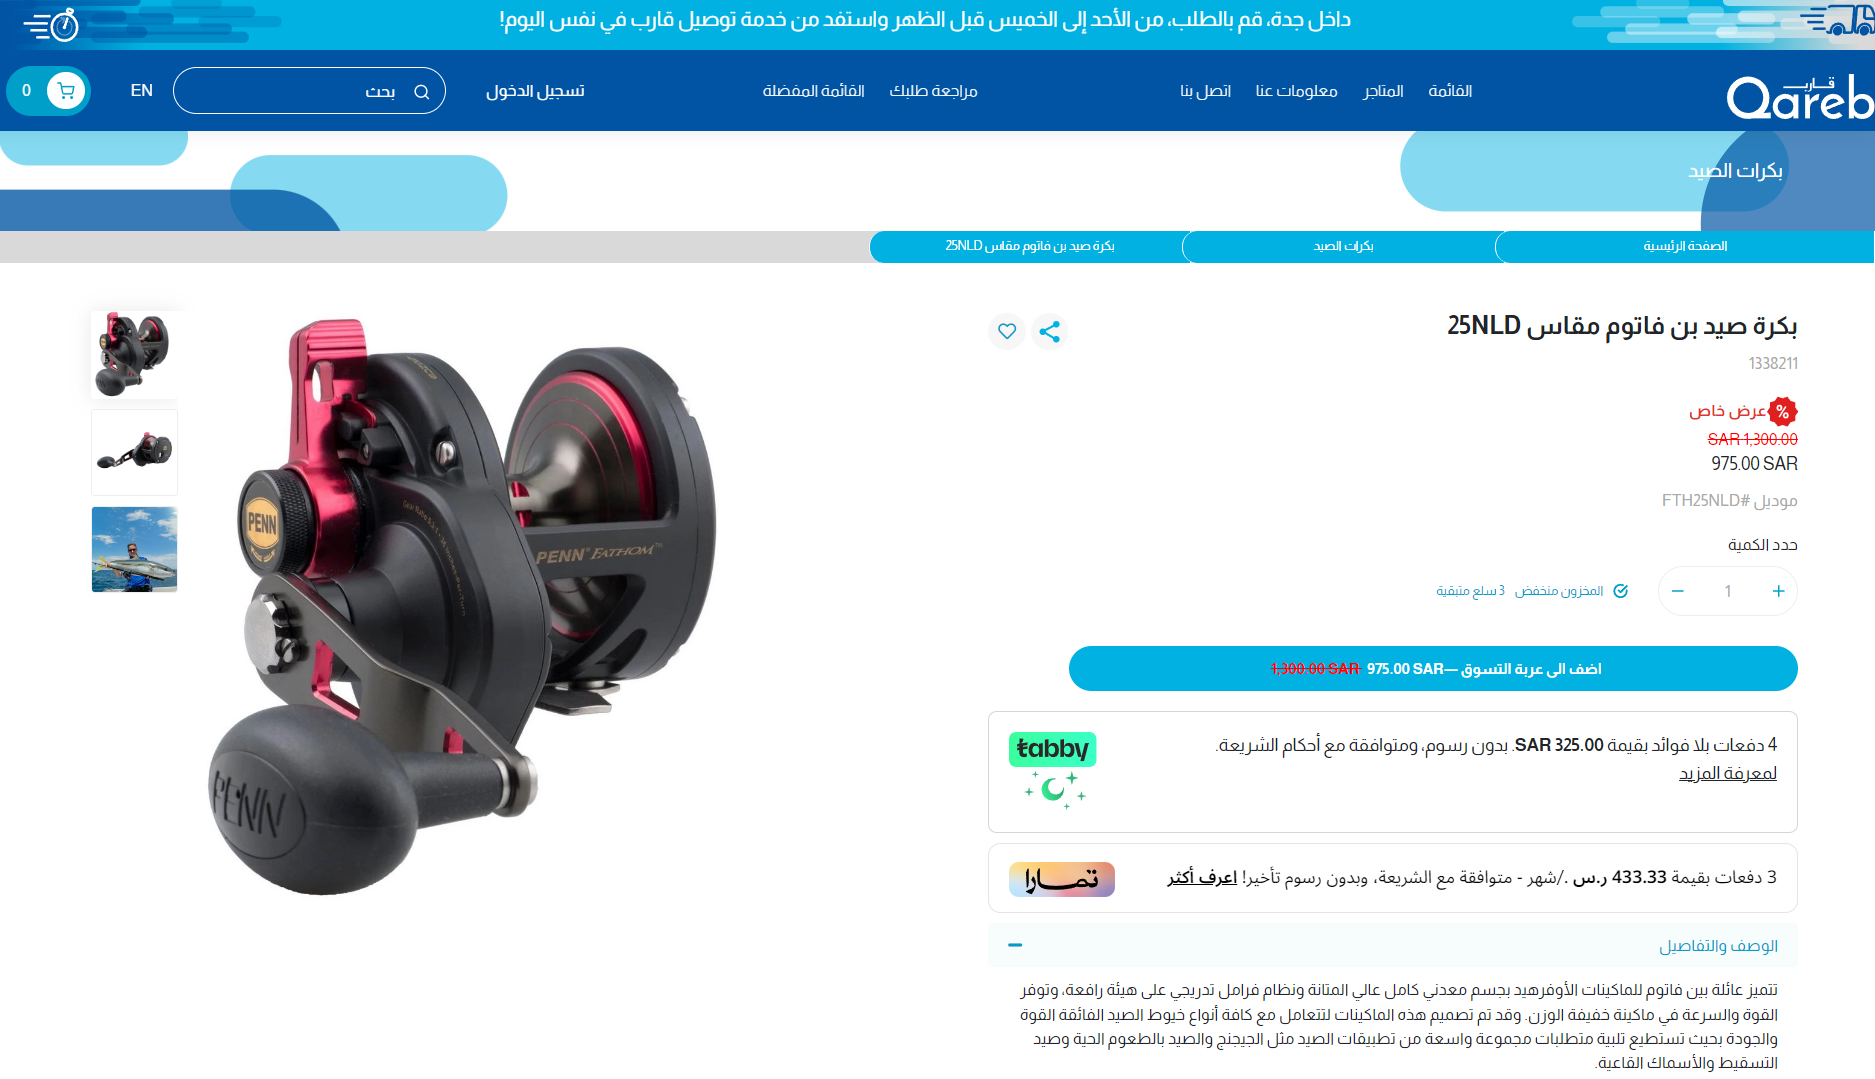 داخل جدة، قم بالطلب، من الأحد إلى الخميس قبل الظهر واستفد من خدمة توصيل قارب في نفس اليوم!
قارب
Qareb
القائمة
المتاجر
معلومات عنا
اتصل بنا
مراجعة طلبك
القائمة المفضلة
تسجيل الدخول
بحث
EN
0
بكرات الصيد
الصفحة الرئيسية
بكرات الصيد
بكرة صيد بن فاتوم مقاس 25NLD
بكرة صيد بن فاتوم مقاس 25NLD
1338211
% عرض خاص
SAR 1,300.00
975.00 SAR
موديل #FTH25NLD
حدد الكمية
+ 1 −
المخزون منخفض 3 سلع متبقية
اضف الى عربة التسوق —975.00 SAR 1,300.00 SAR
4 دفعات بلا فوائد بقيمة SAR 325.00. بدون رسوم، ومتوافقة مع أحكام الشريعة.
لمعرفة المزيد
tabby
3 دفعات بقيمة 433.33 ر.س ./شهر - متوافقة مع الشريعة، وبدون رسوم تأخير! اعرف أكثر
تمارا
الوصف والتفاصيل
تتميز عائلة بين فاتوم للماكينات الأوفرهيد بجسم معدني كامل عالي المتانة ونظام فرامل تدريجي على هيئة رافعة، وتوفر
القوة والسرعة في ماكينة خفيفة الوزن. وقد تم تصميم هذه الماكينات لتتعامل مع كافة أنواع خيوط الصيد الفائقة القوة
والجودة بحيث تستطيع تلبية متطلبات مجموعة واسعة من تطبيقات الصيد مثل الجيجنج والصيد بالطعوم الحية وصيد
التسقيط والأسماك القاعية.
PENN
PENN® FATHOM™
PENN